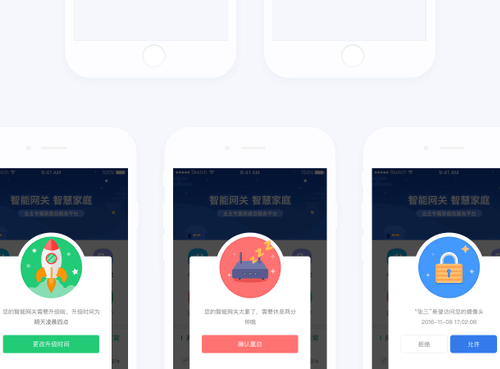 9:41 AM
100%
智能网关 智慧家庭
您的智能网关需要升级啦，升级时间为
明天凌晨四点
更改升级时间
Sketch
9:41 AM
100%
智能网关 智慧家庭
您的智能网关太累了，需要休息两分
钟哦
确认重启
Sketch
9:41 AM
智能网关 智慧家庭
“张三”希望访问您的摄像头
2016-11-08 17:02:08
拒绝
允许